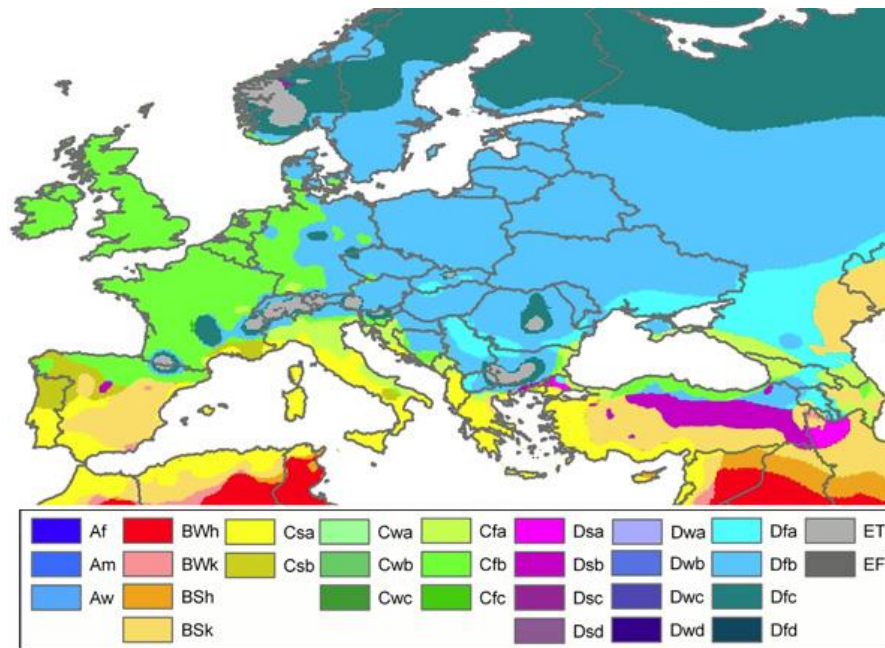 Af BWh Csa Cwa Cfa Dsa Dwa Dfa ET
Am BWk Csb Cwb Cfb Dsb Dwb Dfb EF
Aw BSh Cwc Cfc Dsc Dwc Dfc
BSk Dsd Dwd Dfd